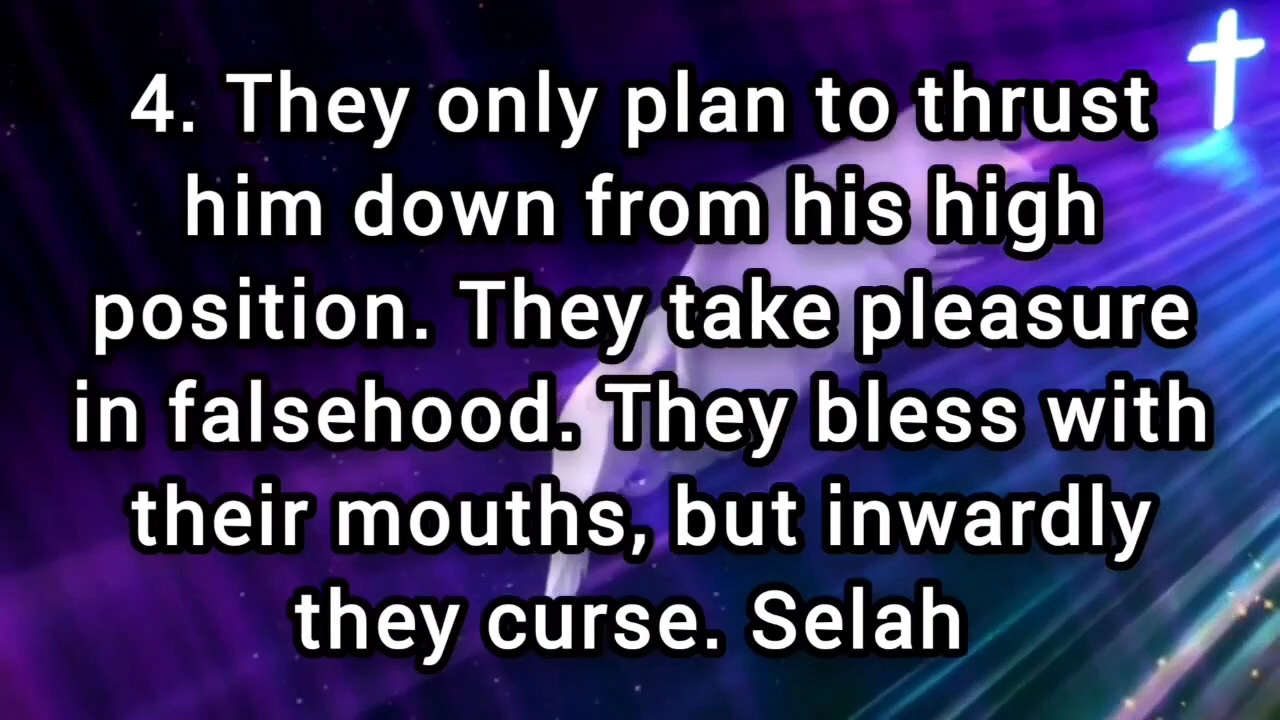 4. They only plan to thrust
him down from his high
position. They take pleasure
in falsehood. They bless with
their mouths, but inwardly
they curse. Selah